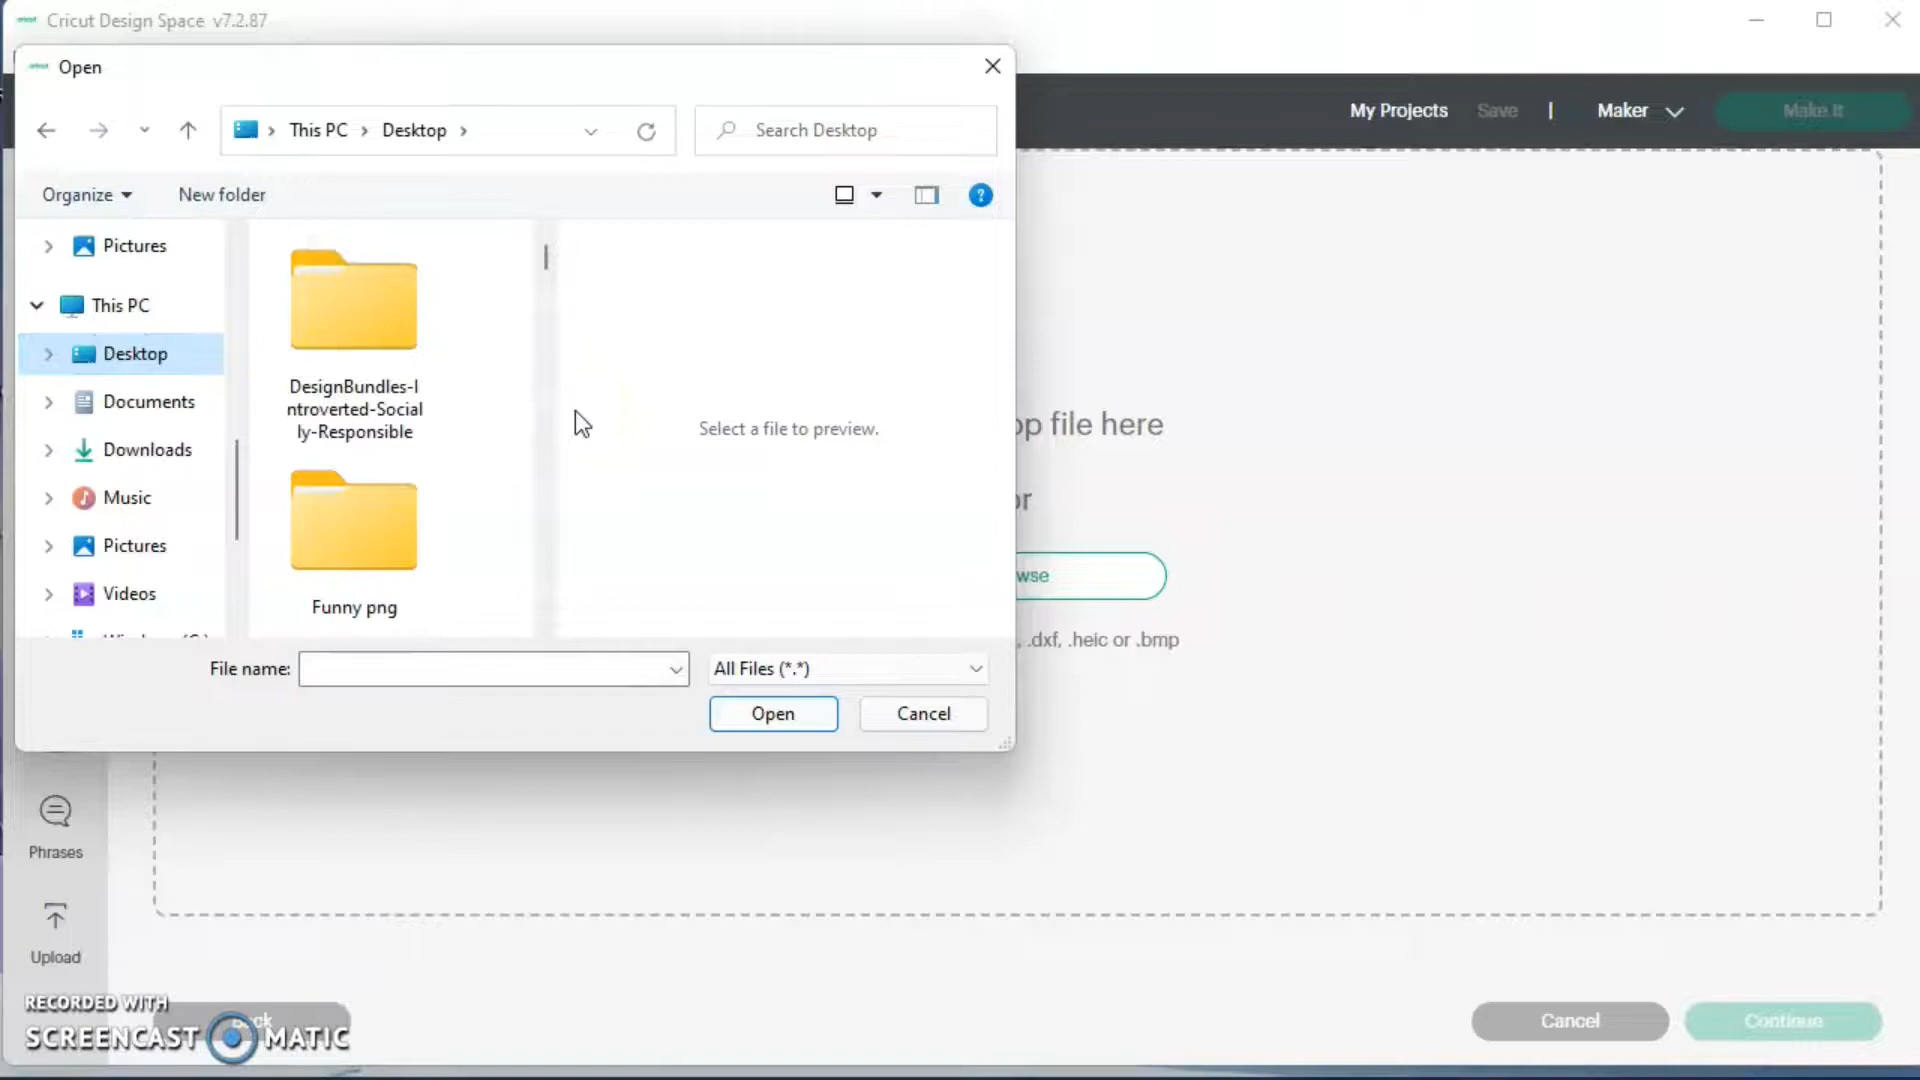 Cricut Design Space v7.2.87
Open
This PC > Desktop >
Search Desktop
My Projects Save | Maker
Make It
Organize New folder
Pictures
This PC
Desktop
Documents
Downloads
Music
Pictures
Videos
DesignBundles-I
ntroverted-Social
ly-Responsible
Funny png
Select a file to preview.
file here
.dxf, .heic or .bmp
File name:
All Files (*.*)
Open Cancel
Phrases
Upload
Cancel Continue
RECORDED WITH
SCREENCAST MATIC